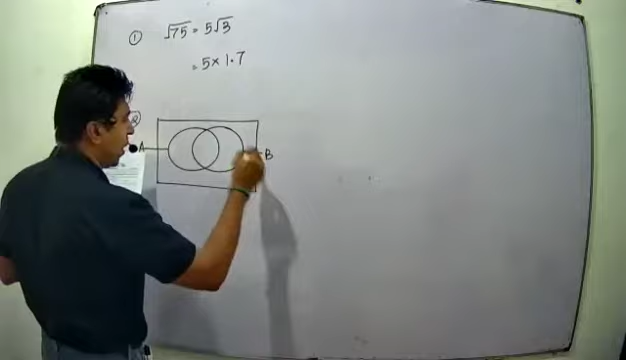 ① √75 = 5√3
= 5 × 1.7
②
A B